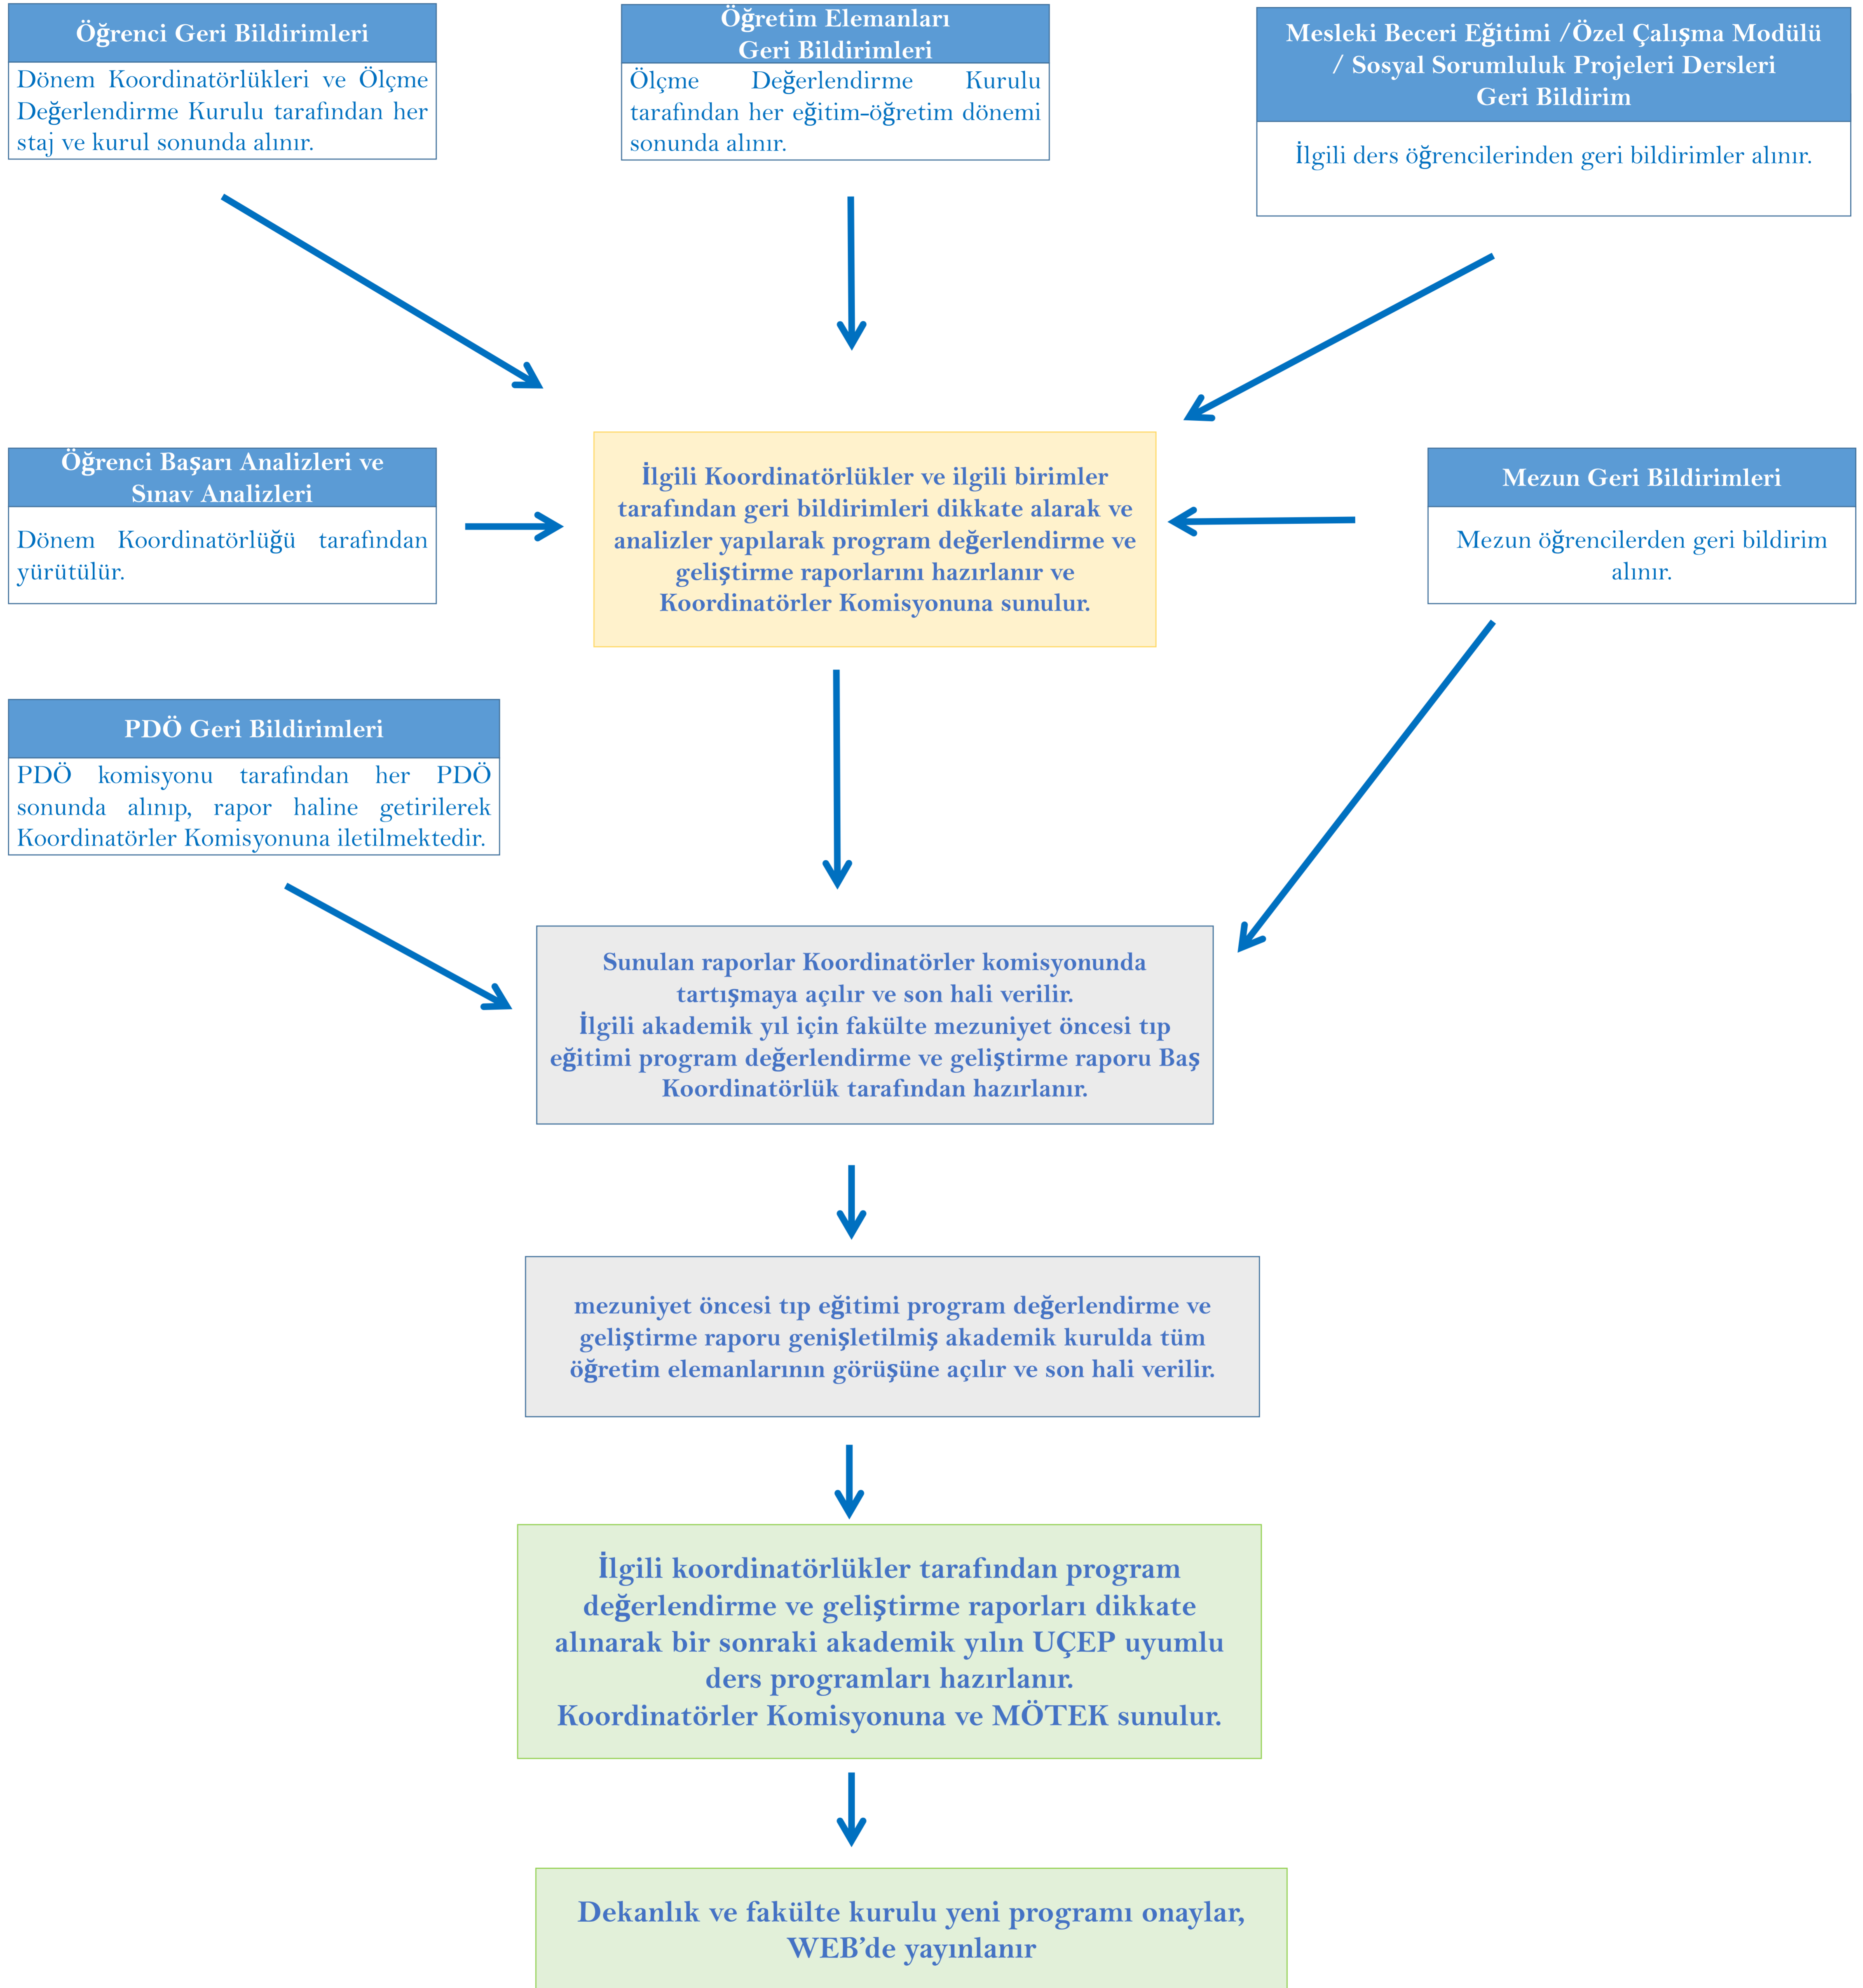 Öğrenci Geri Bildirimleri
Dönem Koordinatörlükleri ve Ölçme
Değerlendirme Kurulu tarafından her
staj ve kurul sonunda alınır.
Öğretim Elemanları
Geri Bildirimleri
Ölçme Değerlendirme Kurulu
tarafından her eğitim-öğretim dönemi
sonunda alınır.
Mesleki Beceri Eğitimi /Özel Çalışma Modülü
/ Sosyal Sorumluluk Projeleri Dersleri
Geri Bildirim
İlgili ders öğrencilerinden geri bildirimler alınır.
Öğrenci Başarı Analizleri ve
Sınav Analizleri
Dönem Koordinatörlüğü tarafından
yürütülür.
İlgili Koordinatörlükler ve ilgili birimler
tarafından geri bildirimleri dikkate alarak ve
analizler yapılarak program değerlendirme ve
geliştirme raporlarını hazırlanır ve
Koordinatörler Komisyonuna sunulur.
Mezun Geri Bildirimleri
Mezun öğrencilerden geri bildirim
alınır.
PDÖ Geri Bildirimleri
PDÖ komisyonu tarafından her PDÖ
sonunda alınıp, rapor haline getirilerek
Koordinatörler Komisyonuna iletilmektedir.
Sunulan raporlar Koordinatörler komisyonunda
tartışmaya açılır ve son hali verilir.
İlgili akademik yıl için fakülte mezuniyet öncesi tıp
eğitimi program değerlendirme ve geliştirme raporu Baş
Koordinatörlük tarafından hazırlanır.
mezuniyet öncesi tıp eğitimi program değerlendirme ve
geliştirme raporu genişletilmiş akademik kurulda tüm
öğretim elemanlarının görüşüne açılır ve son hali verilir.
İlgili koordinatörlükler tarafından program
değerlendirme ve geliştirme raporları dikkate
alınarak bir sonraki akademik yılın UÇEP uyumlu
ders programları hazırlanır.
Koordinatörler Komisyonuna ve MÖTEK sunulur.
Dekanlık ve fakülte kurulu yeni programı onaylar,
WEB’de yayınlanır